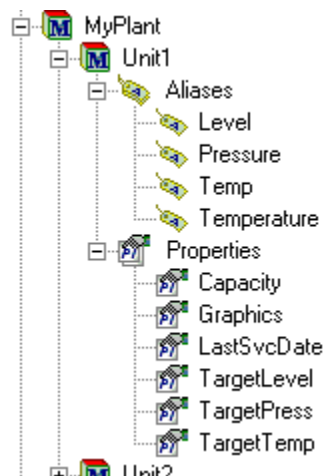 MyPlant
Unit1
Aliases
Level
Pressure
Temp
Temperature
Properties
Capacity
Graphics
LastSvcDate
TargetLevel
TargetPress
TargetTemp
Unit2